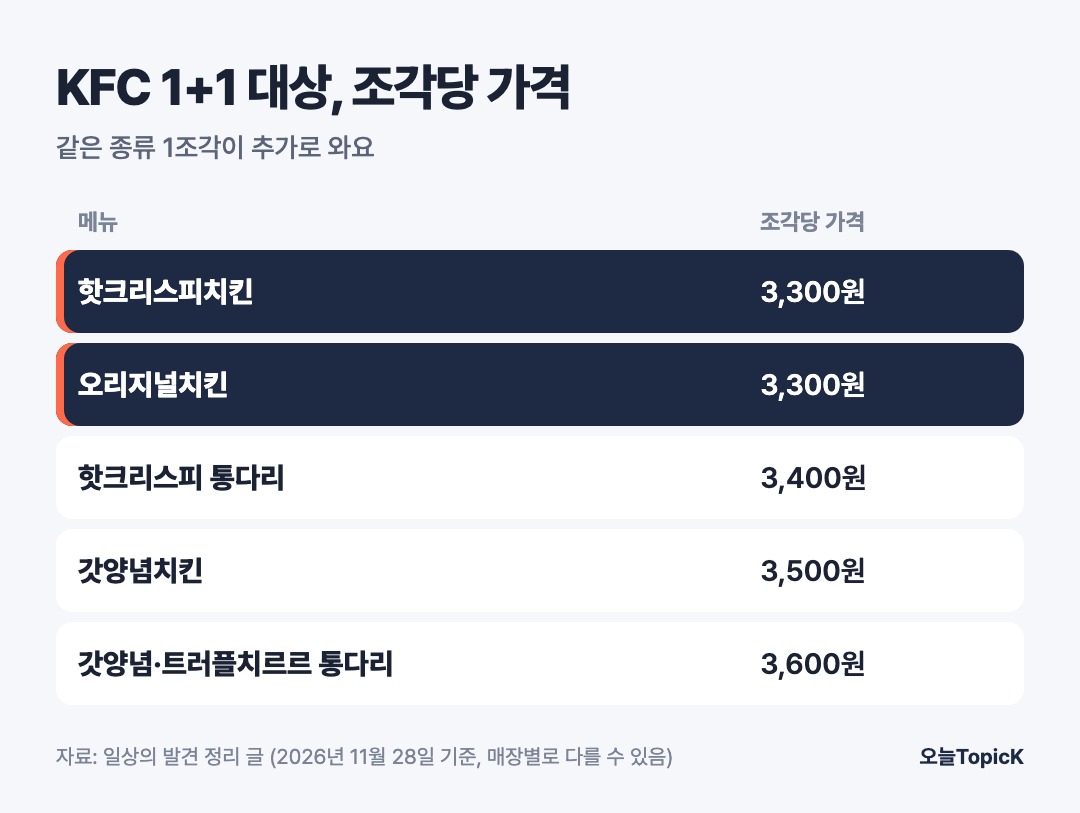 KFC 1+1 대상, 조각당 가격
같은 종류 1조각이 추가로 와요
메뉴 조각당 가격
핫크리스피치킨 3,300원
오리지널치킨 3,300원
핫크리스피 통다리 3,400원
갓양념치킨 3,500원
갓양념·트러플치르르 통다리 3,600원
자료: 일상의 발견 정리 글 (2026년 11월 28일 기준, 매장별로 다를 수 있음) 오늘TopicK